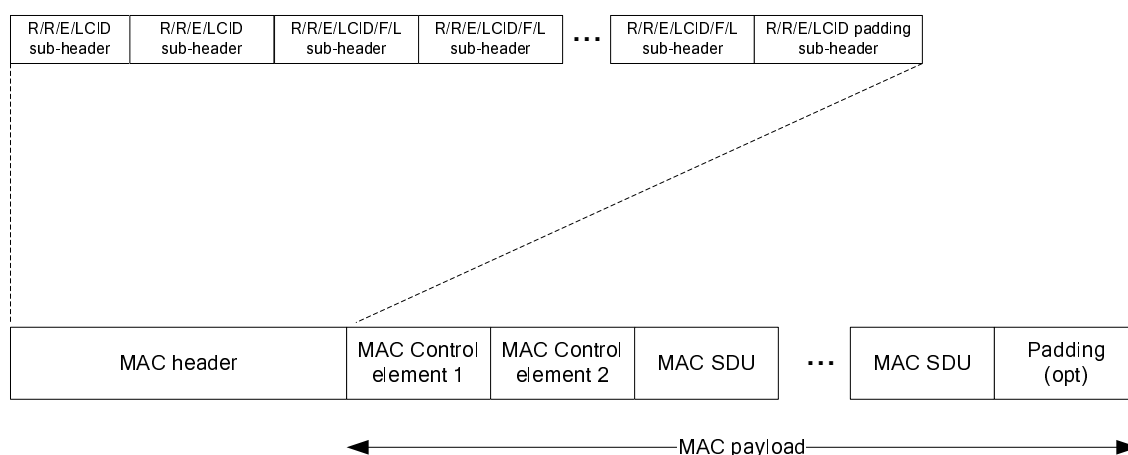 R/R/E/LCID sub-header
R/R/E/LCID sub-header
R/R/E/LCID/F/L sub-header
R/R/E/LCID/F/L sub-header
...
R/R/E/LCID/F/L sub-header
R/R/E/LCID padding sub-header
MAC header
MAC Control element 1
MAC Control element 2
MAC SDU
...
MAC SDU
Padding (opt)
MAC payload